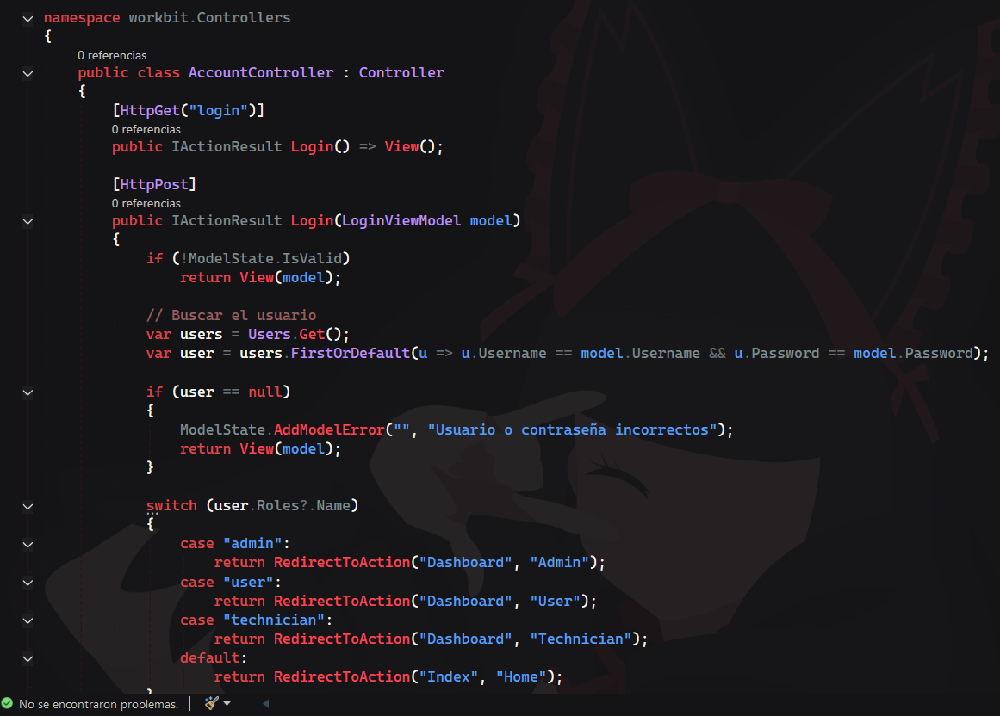 namespace workbit.Controllers
{
0 referencias
public class AccountController : Controller
{
[HttpGet("login")]
0 referencias
public IActionResult Login() => View();
[HttpPost]
0 referencias
public IActionResult Login(LoginViewModel model)
{
if (!ModelState.IsValid)
return View(model);
// Buscar el usuario
var users = Users.Get();
var user = users.FirstOrDefault(u => u.Username == model.Username && u.Password == model.Password);
if (user == null)
{
ModelState.AddModelError("", "Usuario o contraseña incorrectos");
return View(model);
}
switch (user.Roles?.Name)
{
case "admin":
return RedirectToAction("Dashboard", "Admin");
case "user":
return RedirectToAction("Dashboard", "User");
case "technician":
return RedirectToAction("Dashboard", "Technician");
default:
return RedirectToAction("Index", "Home");
}
No se encontraron problemas.